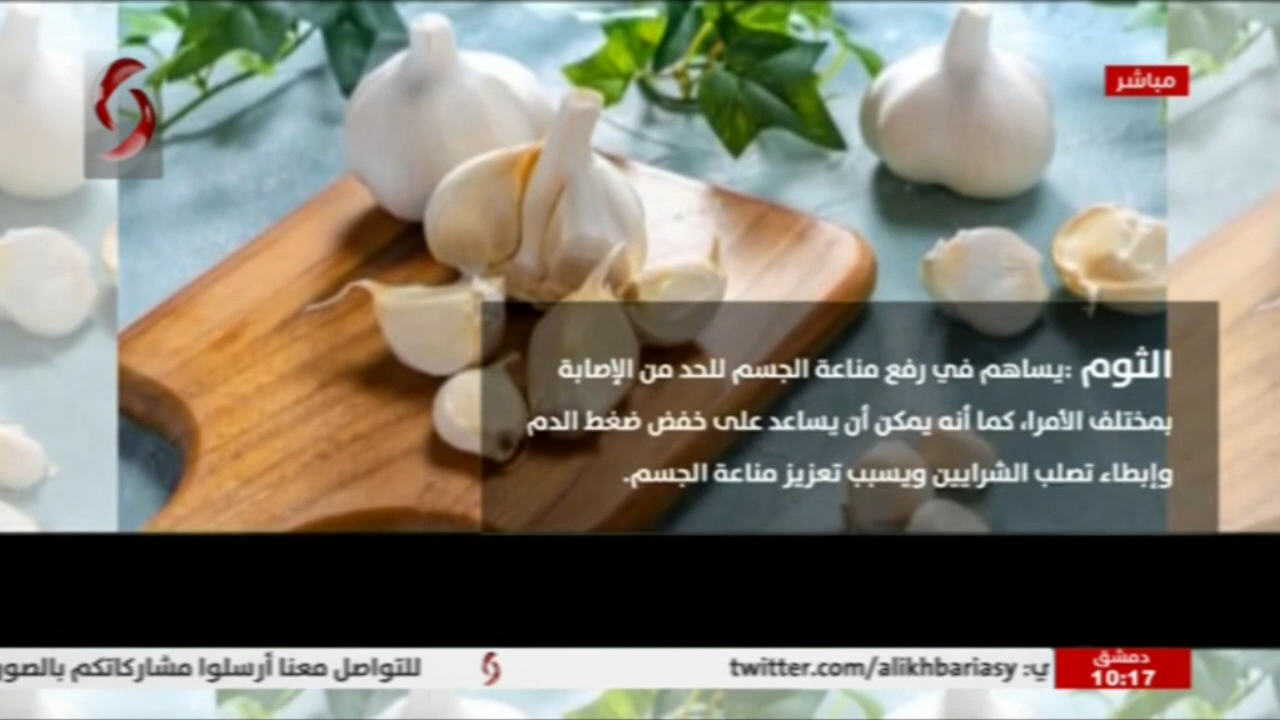 مباشر
الثوم :يساهم في رفع مناعة الجسم للحد من الإصابة
بمختلف الأمرا، كما أنه يمكن أن يساعد على خفض ضغط الدم
وإبطاء تصلب الشرايين ويسبب تعزيز مناعة الجسم.
دمشق
10:17
ي: twitter.com/alikhbariasy
للتواصل معنا أرسلوا مشاركاتكم بالصور